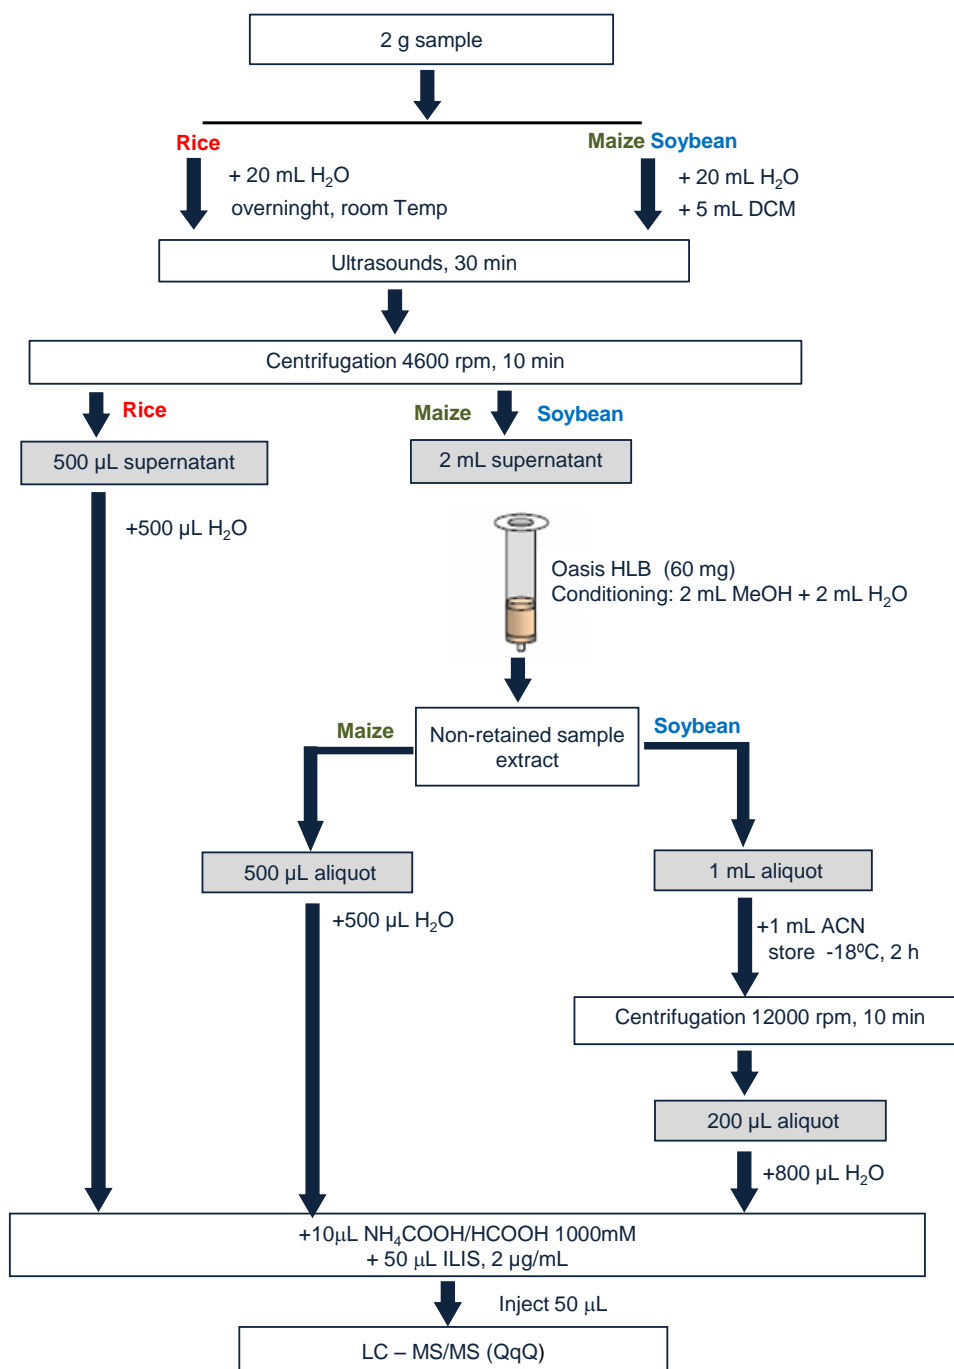 2 g sample
Rice
Maize Soybean
+ 20 mL H₂O
overninght, room Temp
+ 20 mL H₂O
+ 5 mL DCM
Ultrasounds, 30 min
Centrifugation 4600 rpm, 10 min
Rice
Maize
Soybean
500 µL supernatant
2 mL supernatant
+500 µL H₂O
Oasis HLB (60 mg)
Conditioning: 2 mL MeOH + 2 mL H₂O
Maize
Non-retained sample
extract
Soybean
500 µL aliquot
1 mL aliquot
+500 µL H₂O
+1 mL ACN
store -18ºC, 2 h
Centrifugation 12000 rpm, 10 min
200 µL aliquot
+800 µL H₂O
+10µL NH₄COOH/HCOOH 1000mM
+ 50 µL ILIS, 2 µg/mL
Inject 50 µL
LC – MS/MS (QqQ)